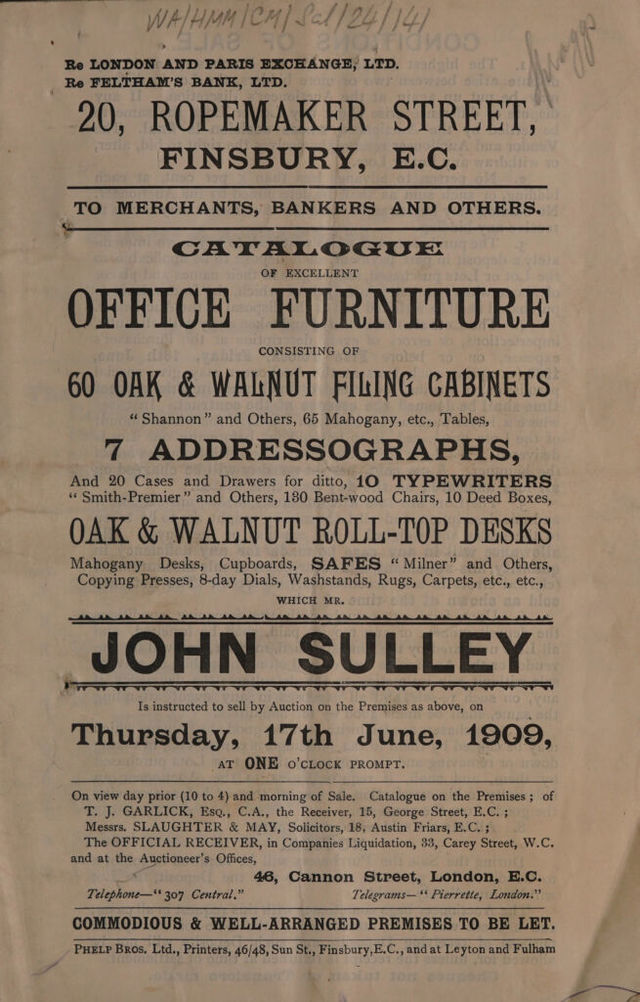 WA/HMM/CM/Sal/24/14/
Re LONDON AND PARIS EXCHANGE, LTD.
Re FELTHAM'S BANK, LTD.
20, ROPEMAKER STREET,
FINSBURY, E.C.
TO MERCHANTS, BANKERS AND OTHERS.
CATALOGUE
OF EXCELLENT
OFFICE FURNITURE
CONSISTING OF
60 OAK & WALNUT FILING CABINETS
“Shannon” and Others, 65 Mahogany, etc., Tables,
7 ADDRESSOGRAPHS,
And 20 Cases and Drawers for ditto, 10 TYPEWRITERS
“Smith-Premier” and Others, 130 Bent-wood Chairs, 10 Deed Boxes,
OAK & WALNUT ROLL-TOP DESKS
Mahogany Desks, Cupboards, SAFES “Milner” and Others,
Copying Presses, 8-day Dials, Washstands, Rugs, Carpets, etc., etc.,
WHICH MR.
JOHN SULLEY
Is instructed to sell by Auction on the Premises as above, on
Thursday, 17th June, 1909,
AT ONE O'CLOCK PROMPT.
On view day prior (10 to 4) and morning of Sale. Catalogue on the Premises; of
T. J. GARLICK, Esq., C.A., the Receiver, 15, George Street, E.C.;
Messrs. SLAUGHTER & MAY, Solicitors, 18, Austin Friars, E.C.;
The OFFICIAL RECEIVER, in Companies Liquidation, 33, Carey Street, W.C.
and at the Auctioneer's Offices,
46, Cannon Street, London, E.C.
Telephone—“307 Central.” Telegrams—“Pierrette, London.”
COMMODIOUS & WELL-ARRANGED PREMISES TO BE LET.
PHELP BROS. Ltd., Printers, 46/48, Sun St., Finsbury, E.C., and at Leyton and Fulham